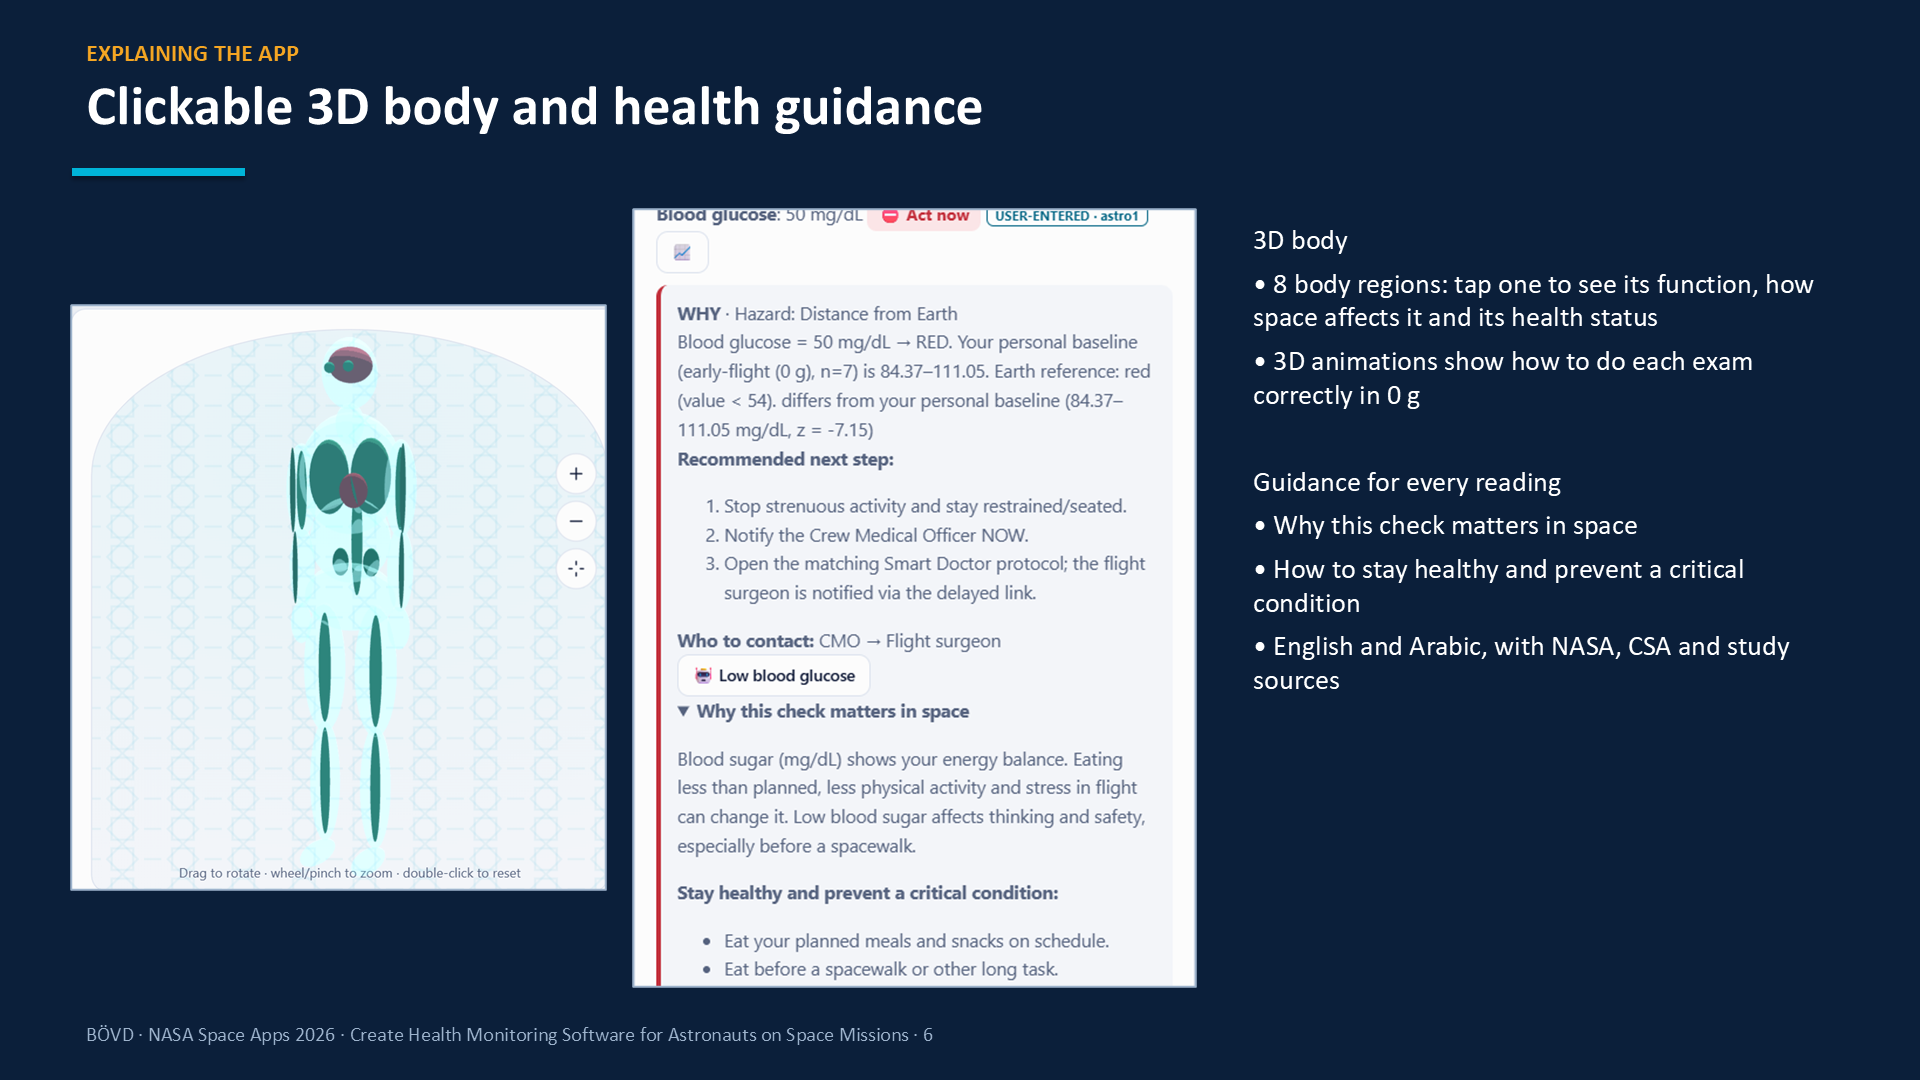 EXPLAINING THE APP
Clickable 3D body and health guidance
Drag to rotate · wheel/pinch to zoom · double-click to reset
Blood glucose: 50 mg/dL ⛔ Act now USER-ENTERED · astro1
WHY · Hazard: Distance from Earth
Blood glucose = 50 mg/dL → RED. Your personal baseline
(early-flight (0 g), n=7) is 84.37–111.05. Earth reference: red
(value < 54). differs from your personal baseline (84.37–
111.05 mg/dL, z = -7.15)
Recommended next step:
1. Stop strenuous activity and stay restrained/seated.
2. Notify the Crew Medical Officer NOW.
3. Open the matching Smart Doctor protocol; the flight
surgeon is notified via the delayed link.
Who to contact: CMO → Flight surgeon
Low blood glucose
▼ Why this check matters in space
Blood sugar (mg/dL) shows your energy balance. Eating
less than planned, less physical activity and stress in flight
can change it. Low blood sugar affects thinking and safety,
especially before a spacewalk.
Stay healthy and prevent a critical condition:
• Eat your planned meals and snacks on schedule.
• Eat before a spacewalk or other long task.
3D body
• 8 body regions: tap one to see its function, how
space affects it and its health status
• 3D animations show how to do each exam
correctly in 0 g
Guidance for every reading
• Why this check matters in space
• How to stay healthy and prevent a critical
condition
• English and Arabic, with NASA, CSA and study
sources
BÖVD · NASA Space Apps 2026 · Create Health Monitoring Software for Astronauts on Space Missions · 6